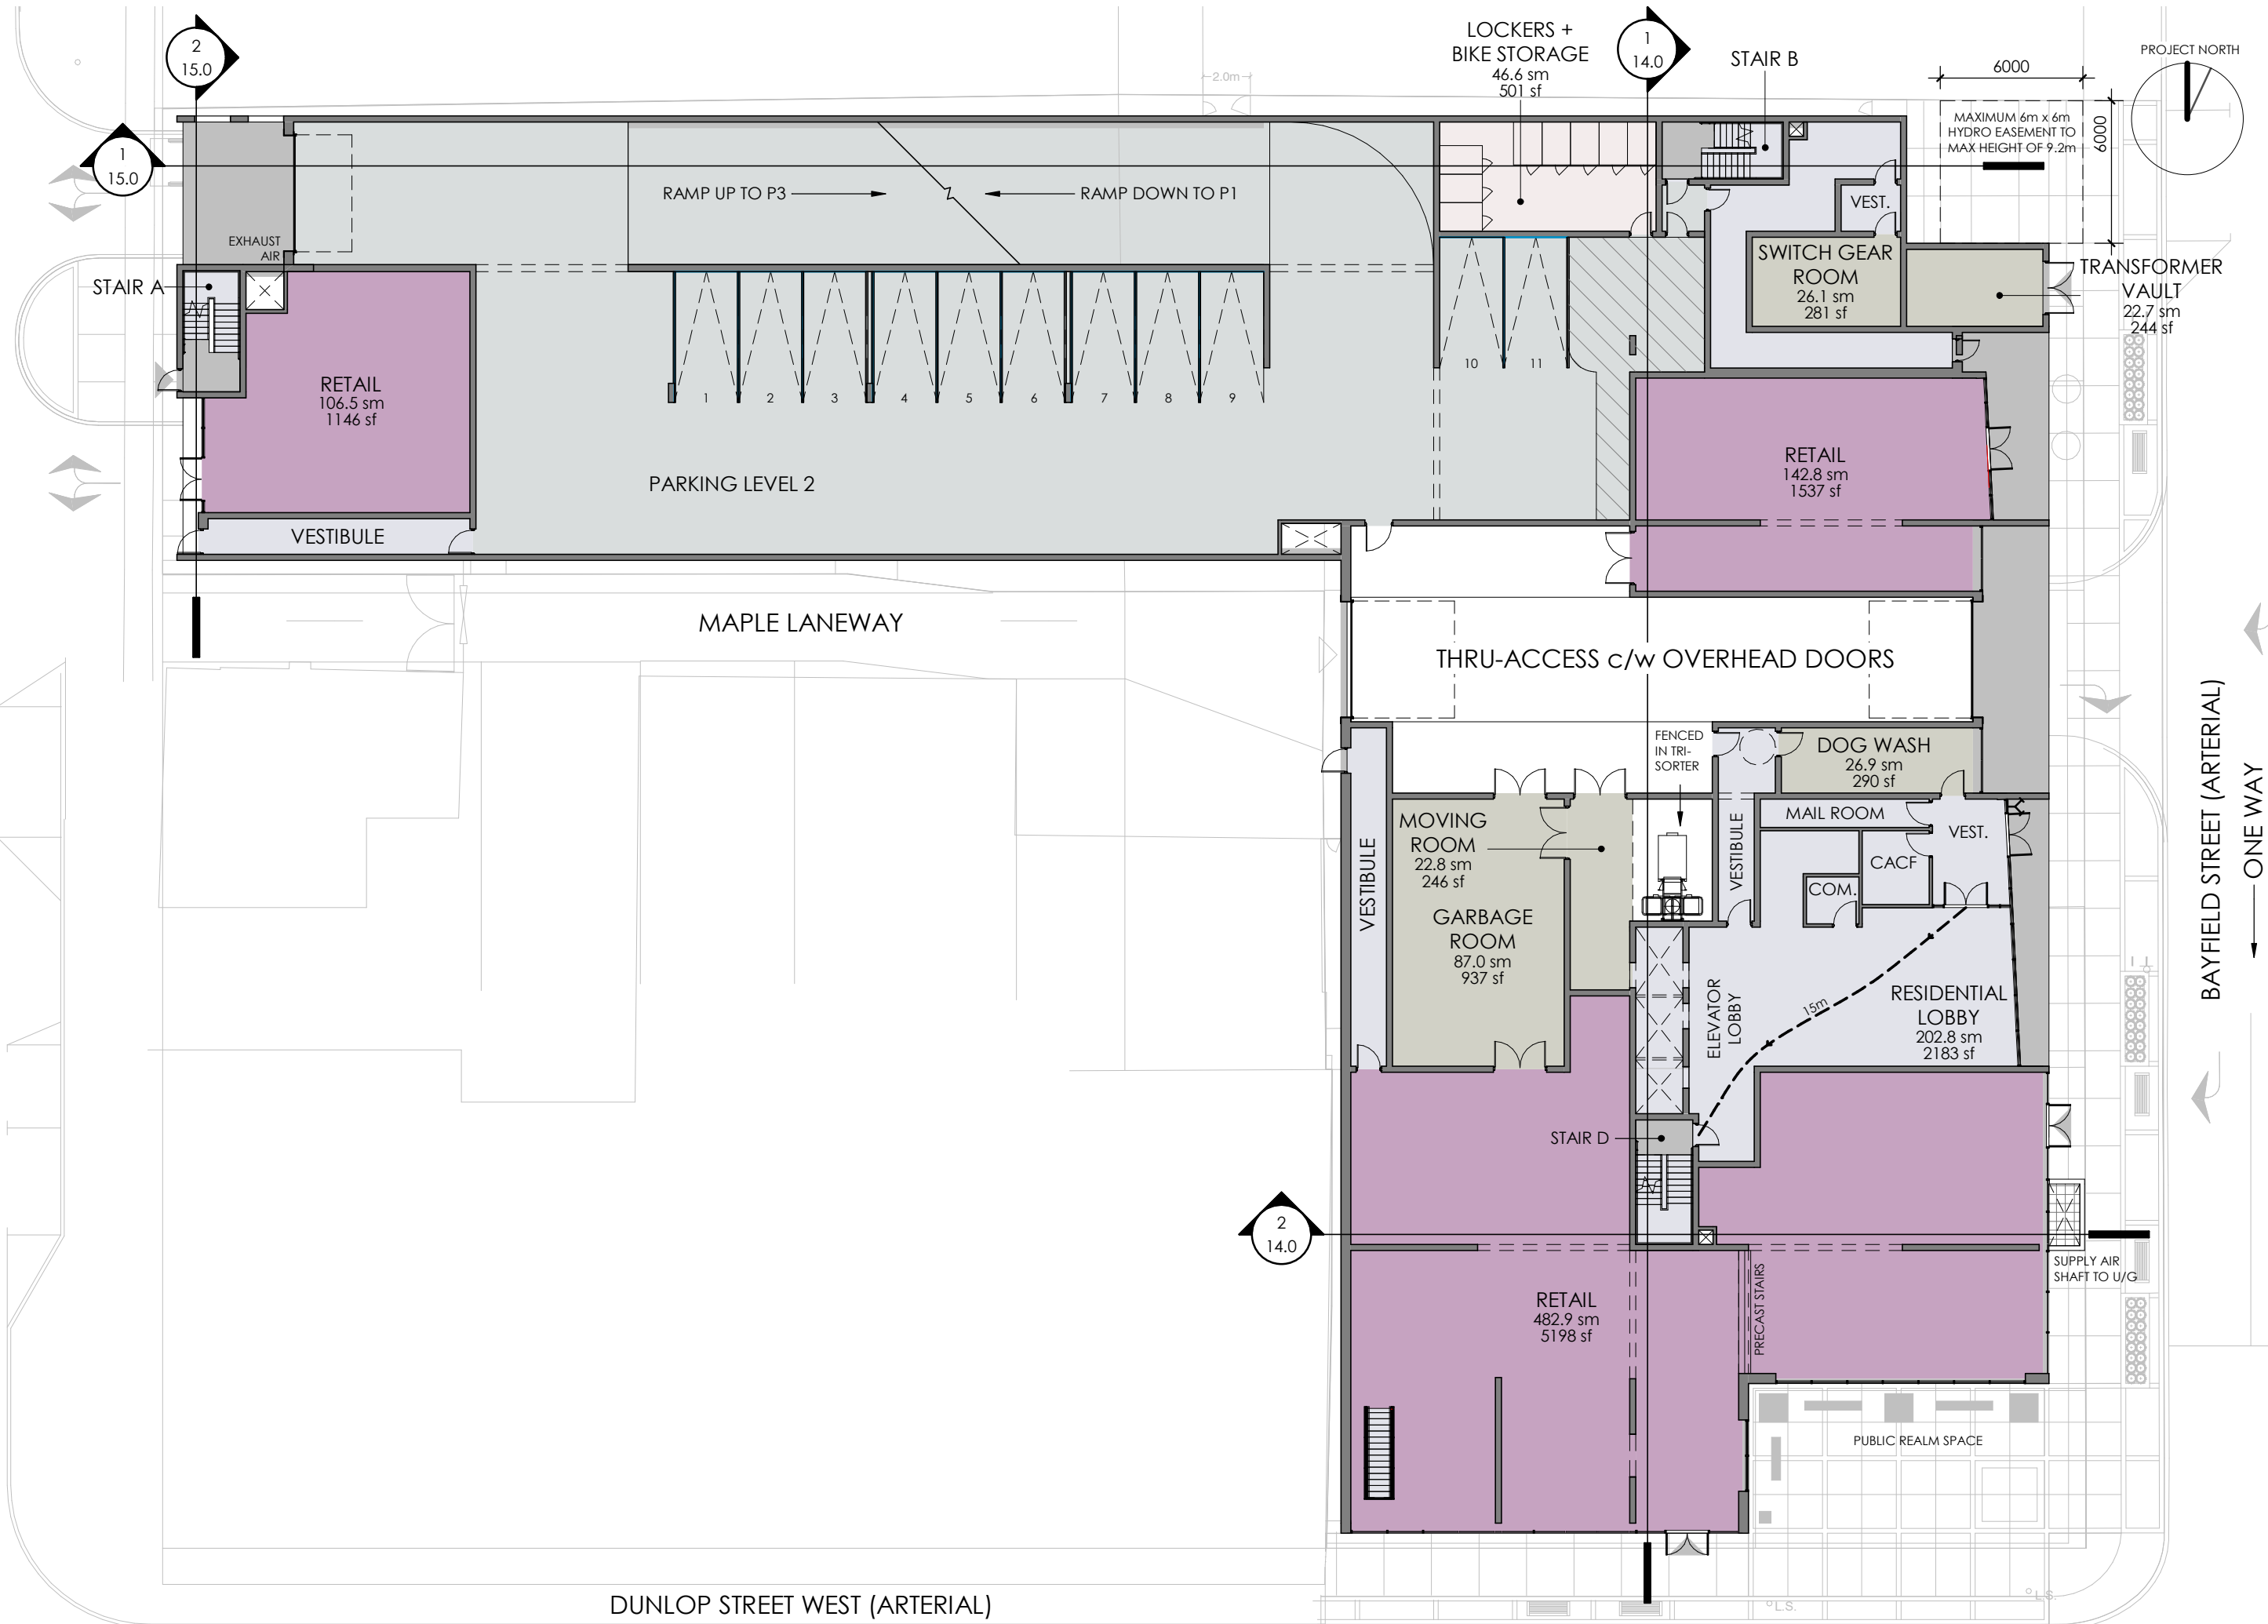 2
15.0
LOCKERS +
BIKE STORAGE
46.6 sm
501 sf
1
14.0
STAIR B
6000
PROJECT NORTH
2.0m
MAXIMUM 6m x 6m
HYDRO EASEMENT TO
MAX HEIGHT OF 9.2m
6000
1
15.0
RAMP UP TO P3
RAMP DOWN TO P1
VEST.
EXHAUST
AIR
STAIR A
SWITCH GEAR
ROOM
26.1 sm
281 sf
TRANSFORMER
VAULT
22.7 sm
244 sf
RETAIL
106.5 sm
1146 sf
1
2
3
4
5
6
7
8
9
10
11
PARKING LEVEL 2
RETAIL
142.8 sm
1537 sf
VESTIBULE
MAPLE LANEWAY
THRU-ACCESS c/w OVERHEAD DOORS
FENCED
IN TRI-
SORTER
DOG WASH
26.9 sm
290 sf
MAIL ROOM
VEST.
CACF
COM.
VESTIBULE
VESTIBULE
MOVING
ROOM
22.8 sm
246 sf
GARBAGE
ROOM
87.0 sm
937 sf
ELEVATOR
LOBBY
15m
RESIDENTIAL
LOBBY
202.8 sm
2183 sf
BAYFIELD STREET (ARTERIAL)
ONE WAY
STAIR D
2
14.0
SUPPLY AIR
SHAFT TO U/G
PRECAST STAIRS
RETAIL
482.9 sm
5198 sf
PUBLIC REALM SPACE
DUNLOP STREET WEST (ARTERIAL)
L.S.
L.S.